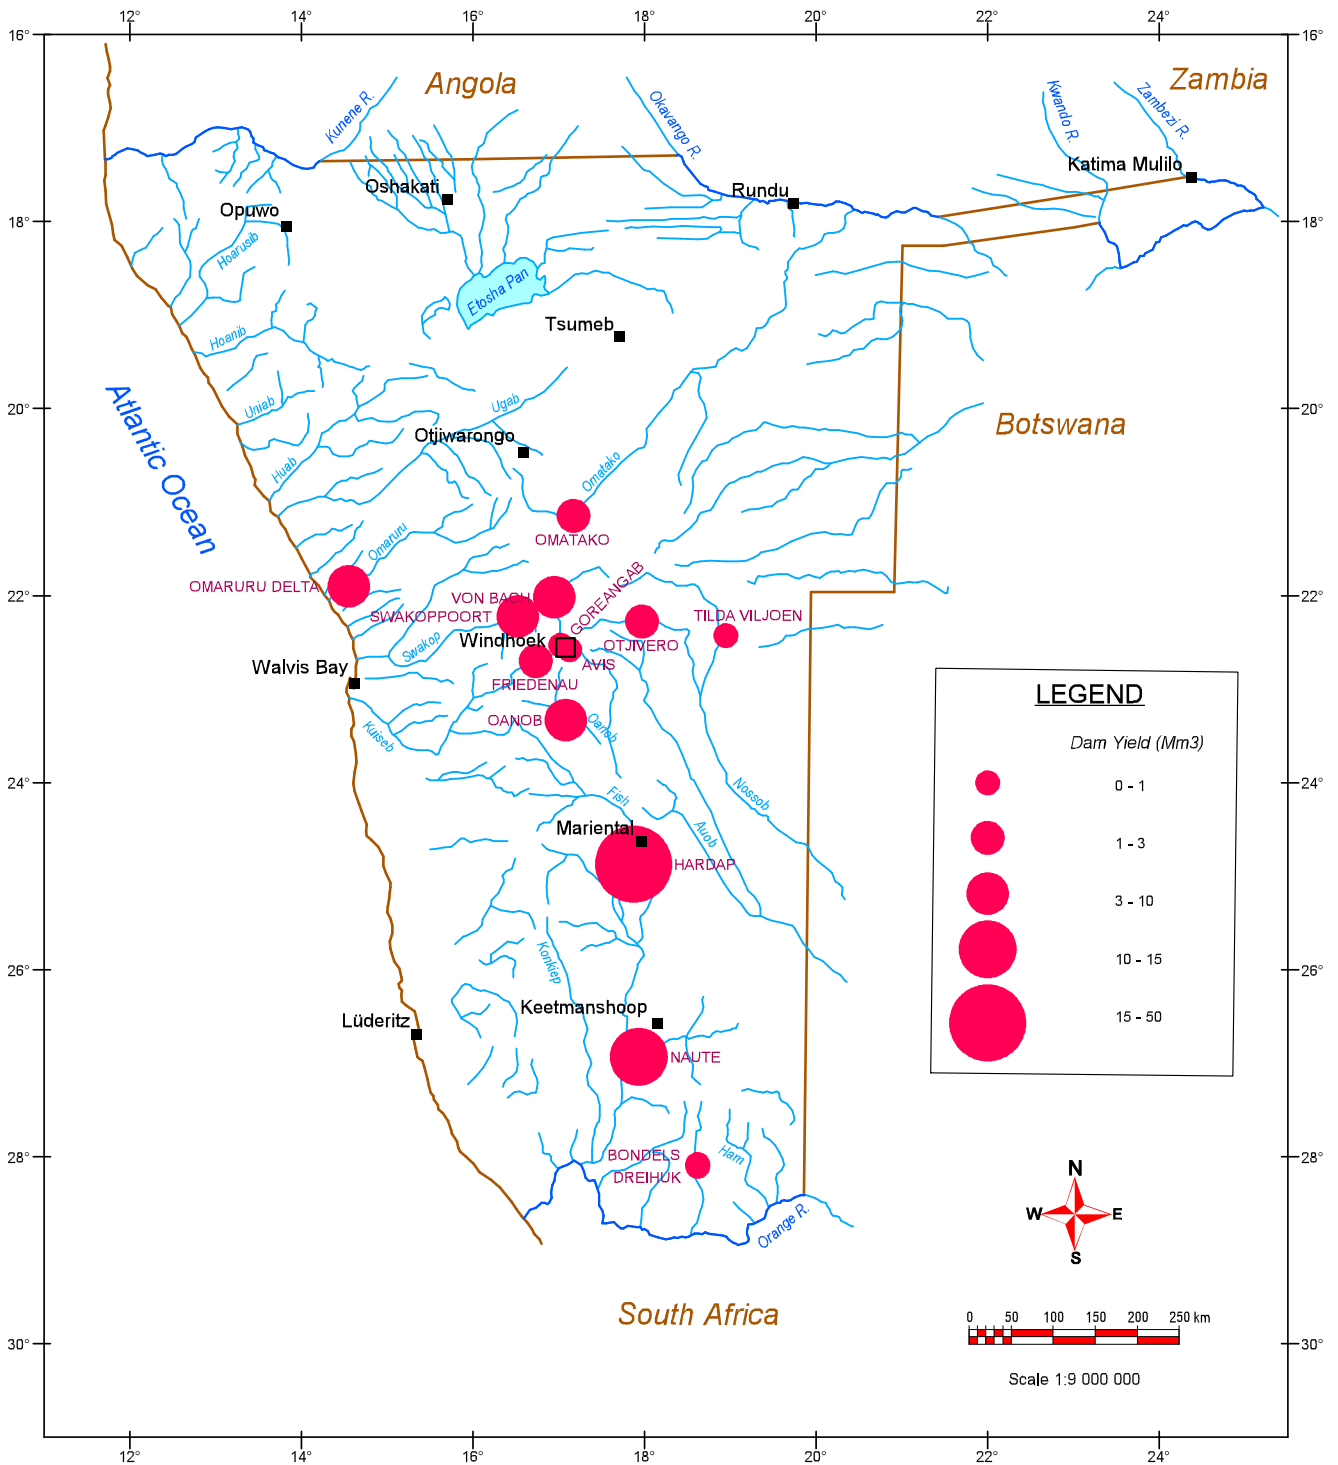 12° 14° 16° 18° 20° 22° 24°
16° 16°
Angola
Zambia
Kunene R.
Okavango R.
Kwando R.
Zambezi R.
Katima Mulilo
Oshakati
Rundu
Opuwo
18° 18°
Hoarusib
Etosha Pan
Tsumeb
Hoanib
Atlantic Ocean
Uniab
Ugab
20° 20°
Botswana
Otjiwarongo
Huab
Omatako
OMATAKO
Omaruru
OMARURU DELTA
VON BACH
GOREANGAB
22° 22°
SWAKOPPOORT
TILDA VILJOEN
Swakop
Windhoek
OTJIVERO
Walvis Bay
AVIS
FRIEDENAU
OANOB
Oanob
Kuiseb
LEGEND
Dam Yield (Mm3)
0 - 1
1 - 3
3 - 10
10 - 15
15 - 50
24° 24°
Nossob
Fish
Auob
Mariental
HARDAP
Konkiep
26° 26°
Keetmanshoop
Lüderitz
NAUTE
28° 28°
BONDELS
DREIHUK
Ham
Orange R.
N
W E
S
South Africa
0 50 100 150 200 250 km
30° 30°
Scale 1:9 000 000
12° 14° 16° 18° 20° 22° 24°